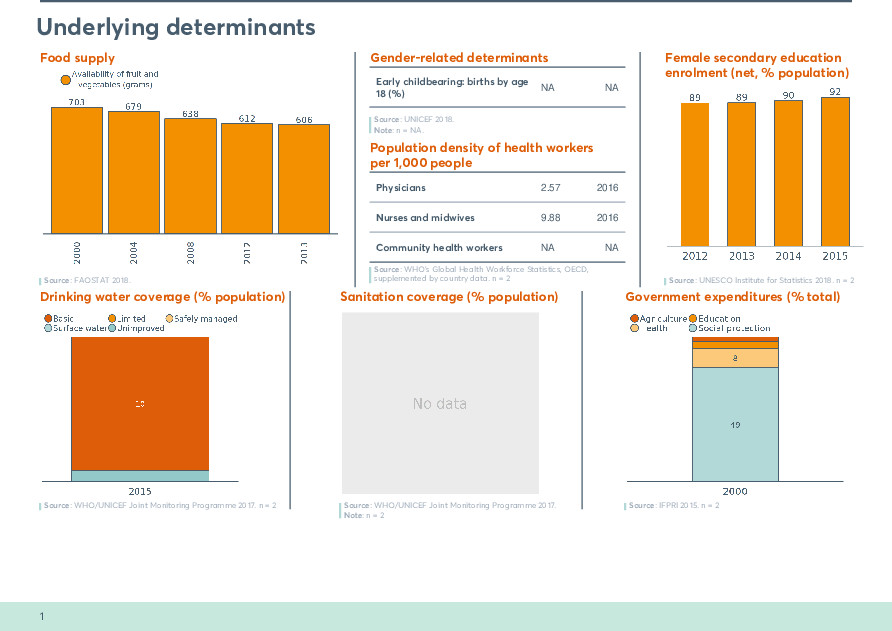 Underlying determinants
Food supply
Availability of fruit and
vegetables (grams)
703
679
638
612
606
2000
2004
2008
2013
Source: FAOSTAT 2018.
Gender-related determinants
Early childbearing: births by age
18 (%)
NA
NA
Source: UNICEF 2018.
Note: n = NA.
Population density of health workers
per 1,000 people
Physicians 2.57 2016
Nurses and midwives 9.88 2016
Community health workers NA NA
Source: WHO's Global Health Workforce Statistics, OECD,
supplemented by country data. n = 2
Female secondary education
enrolment (net, % population)
89
89
90
92
2012 2013 2014 2015
Source: UNESCO Institute for Statistics 2018. n = 2
Drinking water coverage (% population)
Basic Limited Safely managed
Surface water Unimproved
2015
Source: WHO/UNICEF Joint Monitoring Programme 2017. n = 2
Sanitation coverage (% population)
No data
Source: WHO/UNICEF Joint Monitoring Programme 2017.
Note: n = 2
Government expenditures (% total)
Agriculture Education
Health Social protection
8
2000
Source: IFPRI 2015. n = 2
1